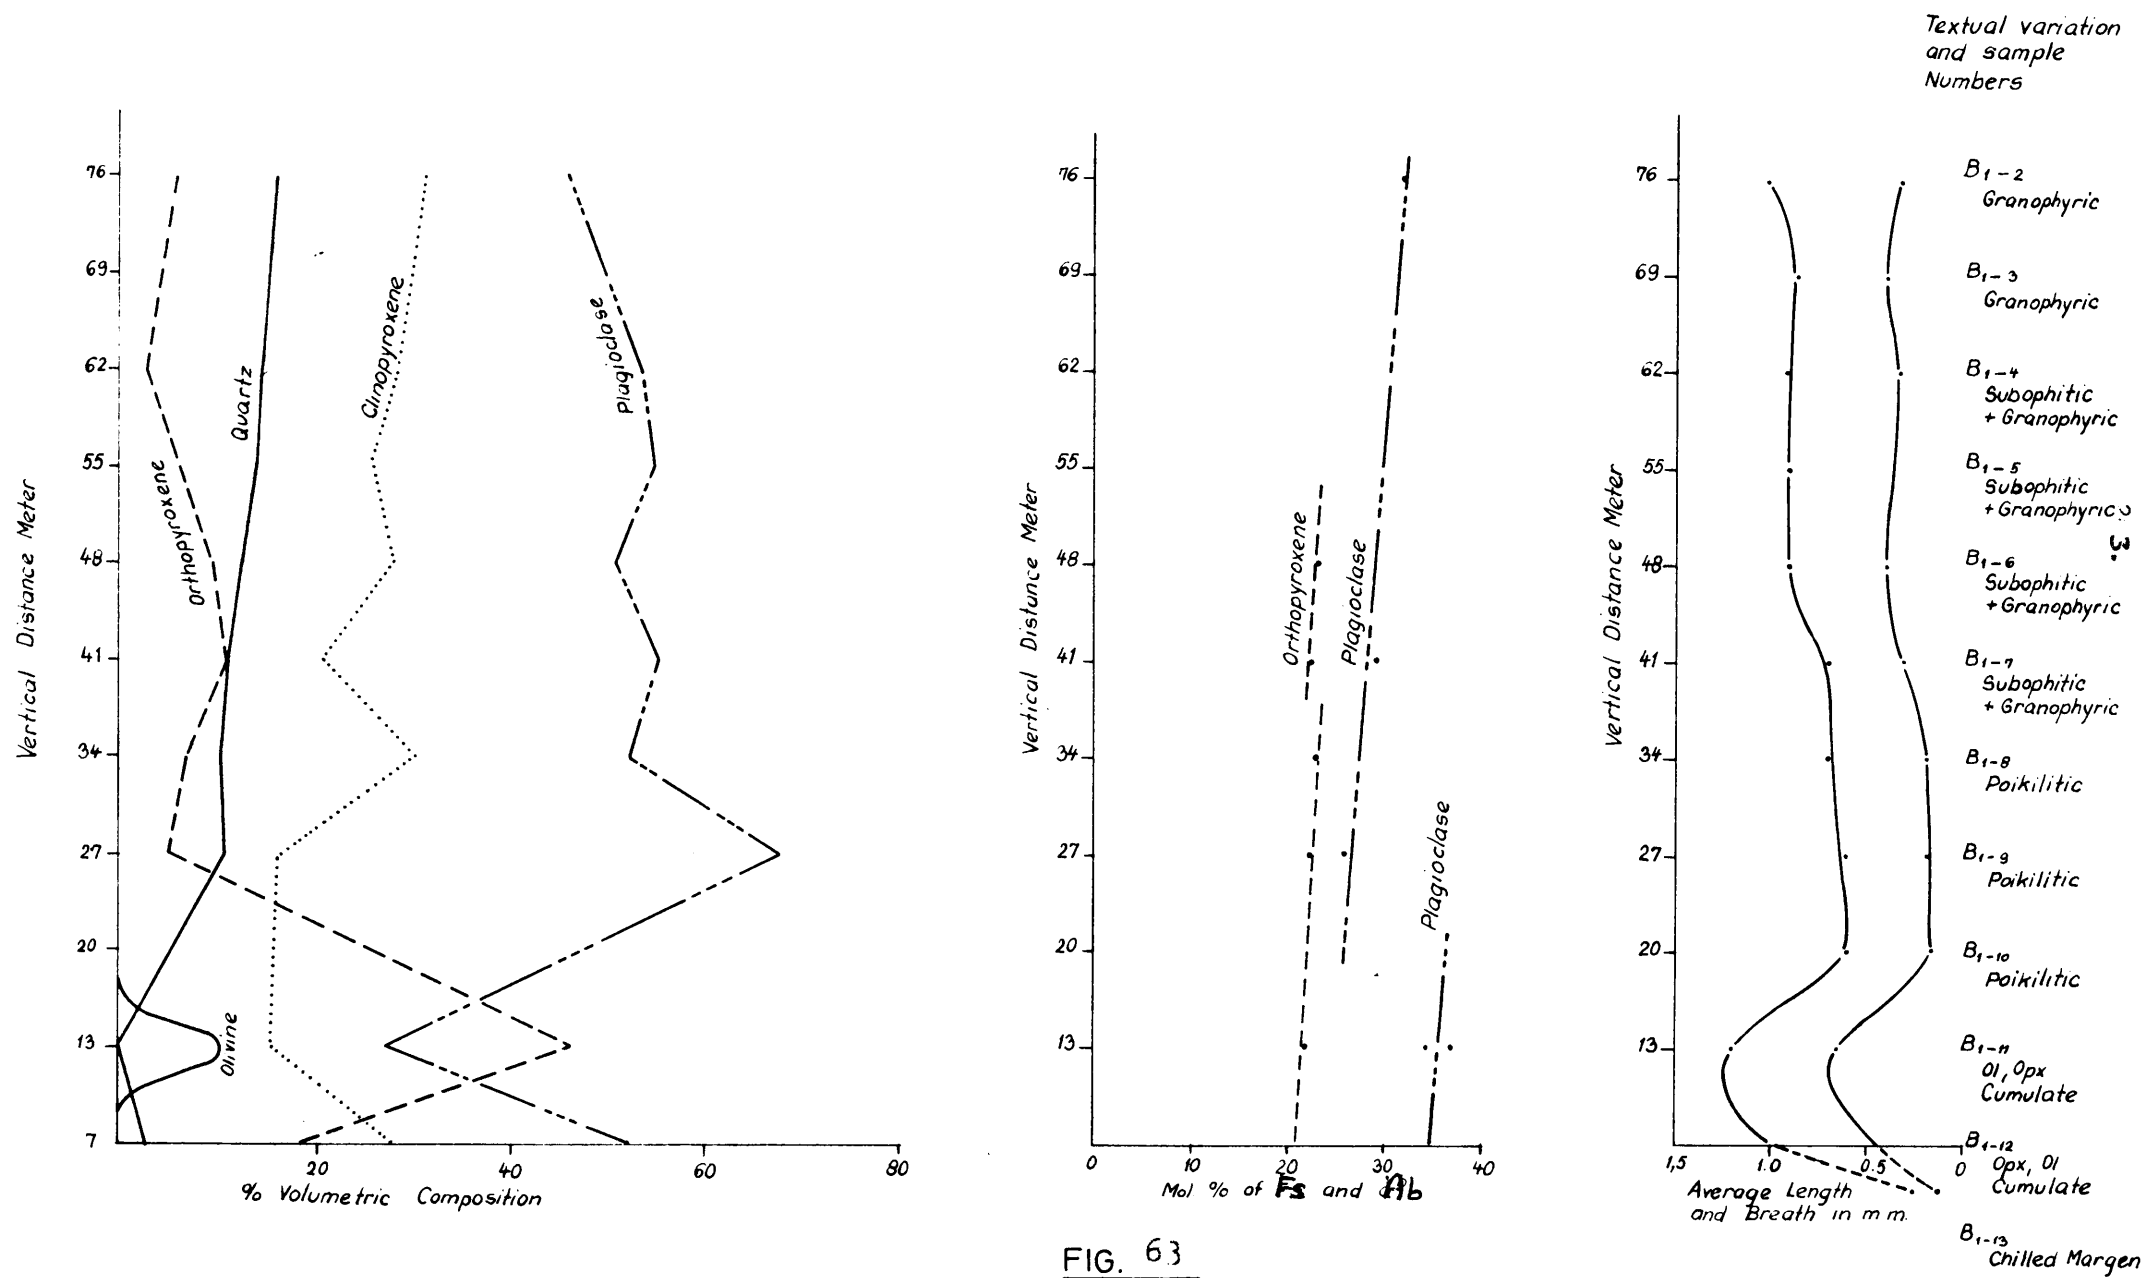 Textual variation
and sample
Numbers
76
69
62
55
48
41
34
27
20
13
7
Vertical Distance Meter
Orthopyroxene
Quartz
Clinopyroxene
Plagioclase
Olivine
20
40
60
80
% Volumetric Composition
76
69
62
55
48
41
34
27
20
13
Vertical Distance Meter
Orthopyroxene
Plagioclase
Plagioclase
0
10
20
30
40
Mol % of Fs and Ab
76
69
62
55
48
41
34
27
20
13
Vertical Distance Meter
1,5
1.0
0.5
0
Average Length
and Breath in mm.
B1-2
Granophyric
B1-3
Granophyric
B1-4
Subophitic
+ Granophyric
B1-5
Subophitic
+ Granophyric
B1-6
Subophitic
+ Granophyric
B1-7
Subophitic
+ Granophyric
B1-8
Poikilitic
B1-9
Poikilitic
B1-10
Poikilitic
B1-11
Ol, Opx
Cumulate
B1-12
Opx, Ol
Cumulate
B1-13
Chilled Margen
3.
FIG. 63